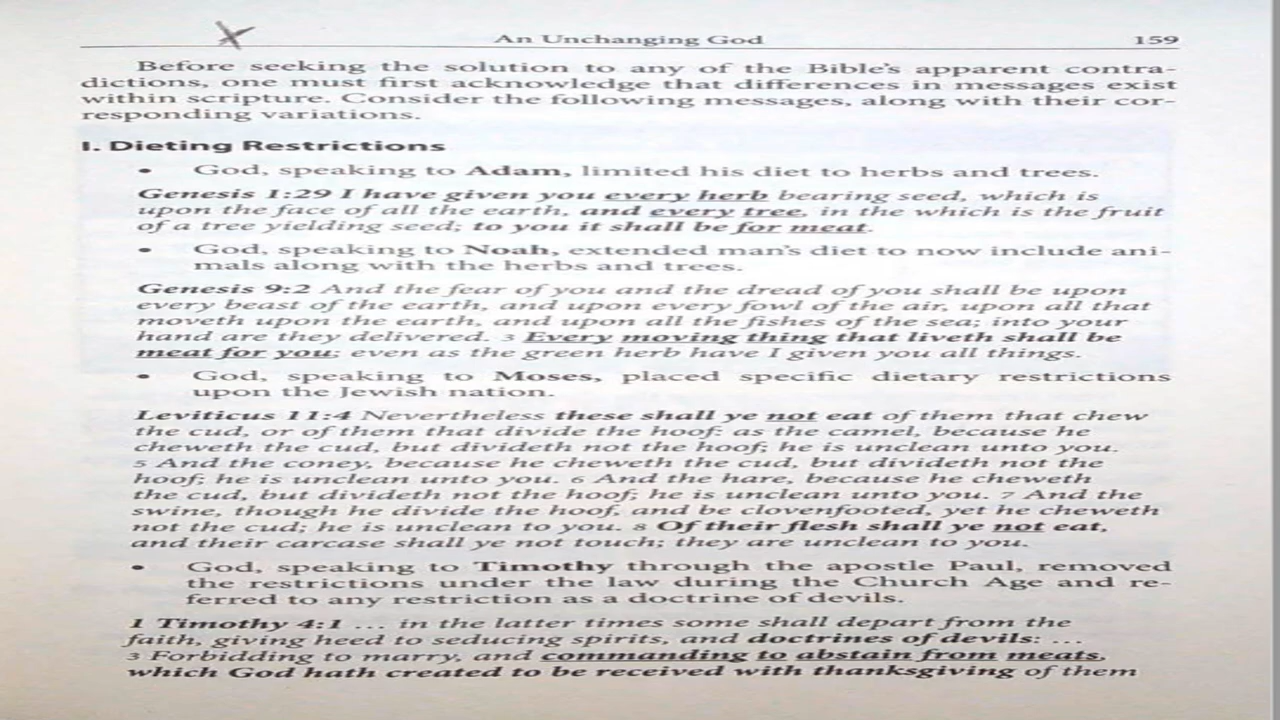 An Unchanging God 159
Before seeking the solution to any of the Bible's apparent contra-
dictions, one must first acknowledge that differences in messages exist
within scripture. Consider the following messages, along with their cor-
responding variations.
I. Dieting Restrictions
• God, speaking to Adam, limited his diet to herbs and trees.
Genesis 1:29 I have given you every herb bearing seed, which is
upon the face of all the earth, and every tree, in the which is the fruit
of a tree yielding seed; to you it shall be for meat.
• God, speaking to Noah, extended man's diet to now include ani-
mals along with the herbs and trees.
Genesis 9:2 And the fear of you and the dread of you shall be upon
every beast of the earth, and upon every fowl of the air, upon all that
moveth upon the earth, and upon all the fishes of the sea; into your
hand are they delivered. 3 Every moving thing that liveth shall be
meat for you; even as the green herb have I given you all things.
• God, speaking to Moses, placed specific dietary restrictions
upon the Jewish nation.
Leviticus 11:4 Nevertheless these shall ye not eat of them that chew
the cud, or of them that divide the hoof: as the camel, because he
cheweth the cud, but divideth not the hoof; he is unclean unto you.
5 And the coney, because he cheweth the cud, but divideth not the
hoof; he is unclean unto you. 6 And the hare, because he cheweth
the cud, but divideth not the hoof; he is unclean unto you. 7 And the
swine, though he divide the hoof, and be clovenfooted, yet he cheweth
not the cud; he is unclean to you. 8 Of their flesh shall ye not eat,
and their carcase shall ye not touch; they are unclean to you.
• God, speaking to Timothy through the apostle Paul, removed
the restrictions under the law during the Church Age and re-
ferred to any restriction as a doctrine of devils.
1 Timothy 4:1 ... in the latter times some shall depart from the
faith, giving heed to seducing spirits, and doctrines of devils: ...
3 Forbidding to marry, and commanding to abstain from meats,
which God hath created to be received with thanksgiving of them